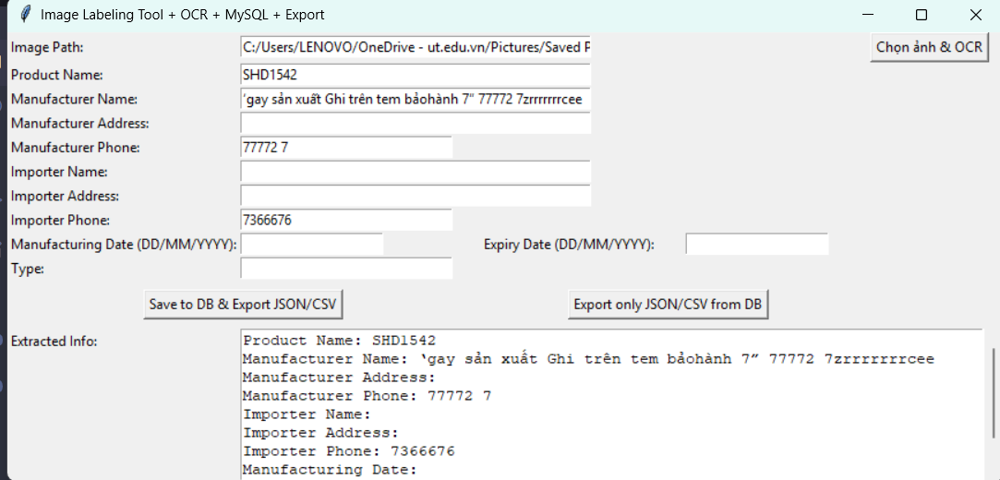 Image Labeling Tool + OCR + MySQL + Export
Image Path: C:/Users/LENOVO/OneDrive - ut.edu.vn/Pictures/Saved P Chọn ảnh & OCR
Product Name: SHD1542
Manufacturer Name: 'gay sản xuất Ghi trên tem bảohành 7“ 77772 7zrrrrrrrcee
Manufacturer Address:
Manufacturer Phone: 77772 7
Importer Name:
Importer Address:
Importer Phone: 7366676
Manufacturing Date (DD/MM/YYYY): Expiry Date (DD/MM/YYYY):
Type:
Save to DB & Export JSON/CSV Export only JSON/CSV from DB
Extracted Info:
Product Name: SHD1542
Manufacturer Name: ‘gay sản xuất Ghi trên tem bảohành 7” 77772 7zrrrrrrrcee
Manufacturer Address:
Manufacturer Phone: 77772 7
Importer Name:
Importer Address:
Importer Phone: 7366676
Manufacturing Date: